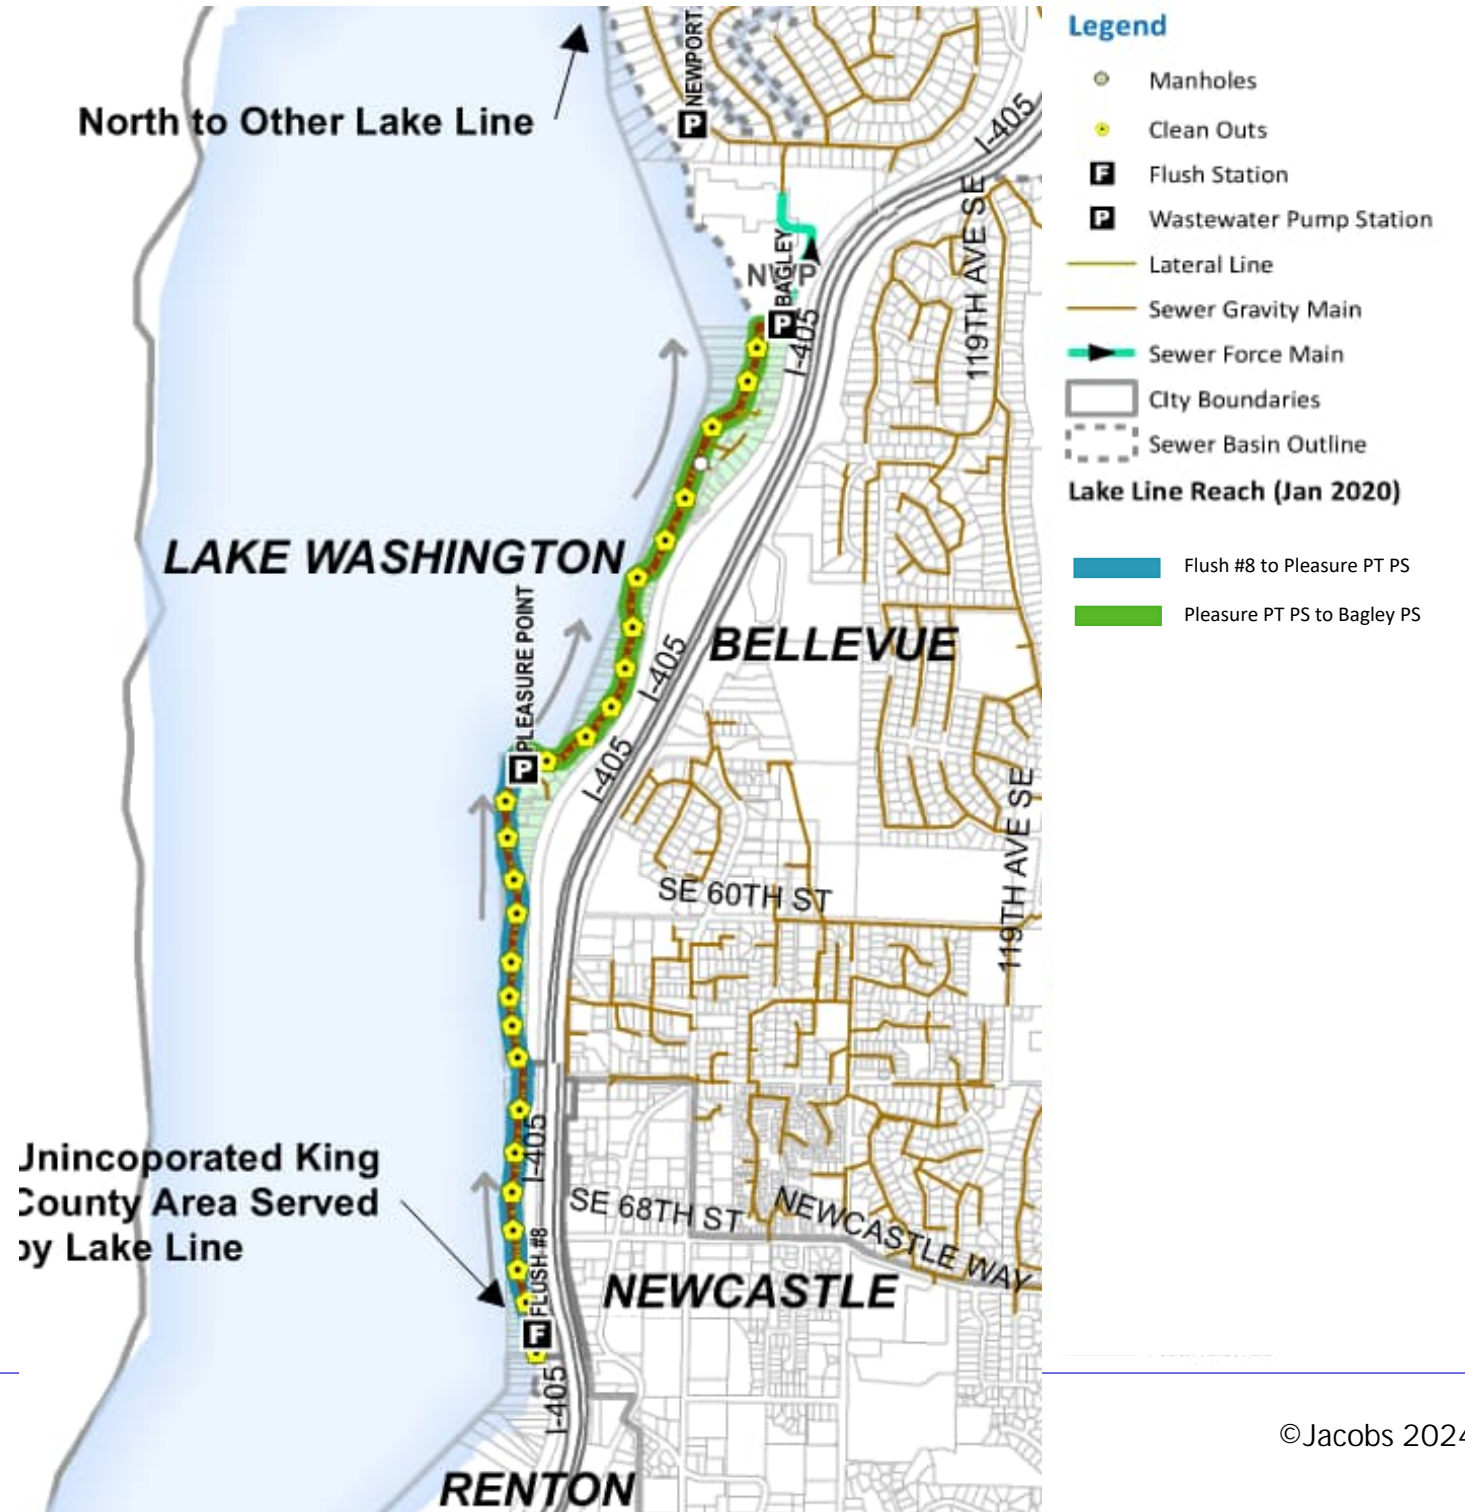 North to Other Lake Line
NEWPORT
P
I-405
119TH AVE SE
BAGLEY
NWP
P
I-405
LAKE WASHINGTON
PLEASURE POINT
BELLEVUE
I-405
P
I-405
SE 60TH ST
119TH AVE SE
Unincoporated King
County Area Served
by Lake Line
I-405
SE 68TH ST
NEWCASTLE WAY
FLUSH #8
NEWCASTLE
F
I-405
RENTON
Legend
Manholes
Clean Outs
F Flush Station
P Wastewater Pump Station
Lateral Line
Sewer Gravity Main
Sewer Force Main
CIty Boundaries
Sewer Basin Outline
Lake Line Reach (Jan 2020)
Flush #8 to Pleasure PT PS
Pleasure PT PS to Bagley PS
©Jacobs 2024